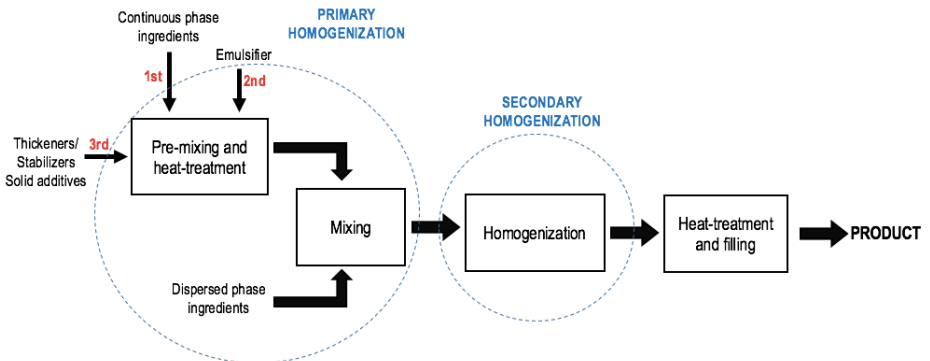 Continuous phase
ingredients
PRIMARY
HOMOGENIZATION
Emulsifier
1st
2nd
SECONDARY
HOMOGENIZATION
Thickeners/
Stabilizers
Solid additives
3rd
Pre-mixing and
heat-treatment
Mixing
Homogenization
Heat-treatment
and filling
PRODUCT
Dispersed phase
ingredients